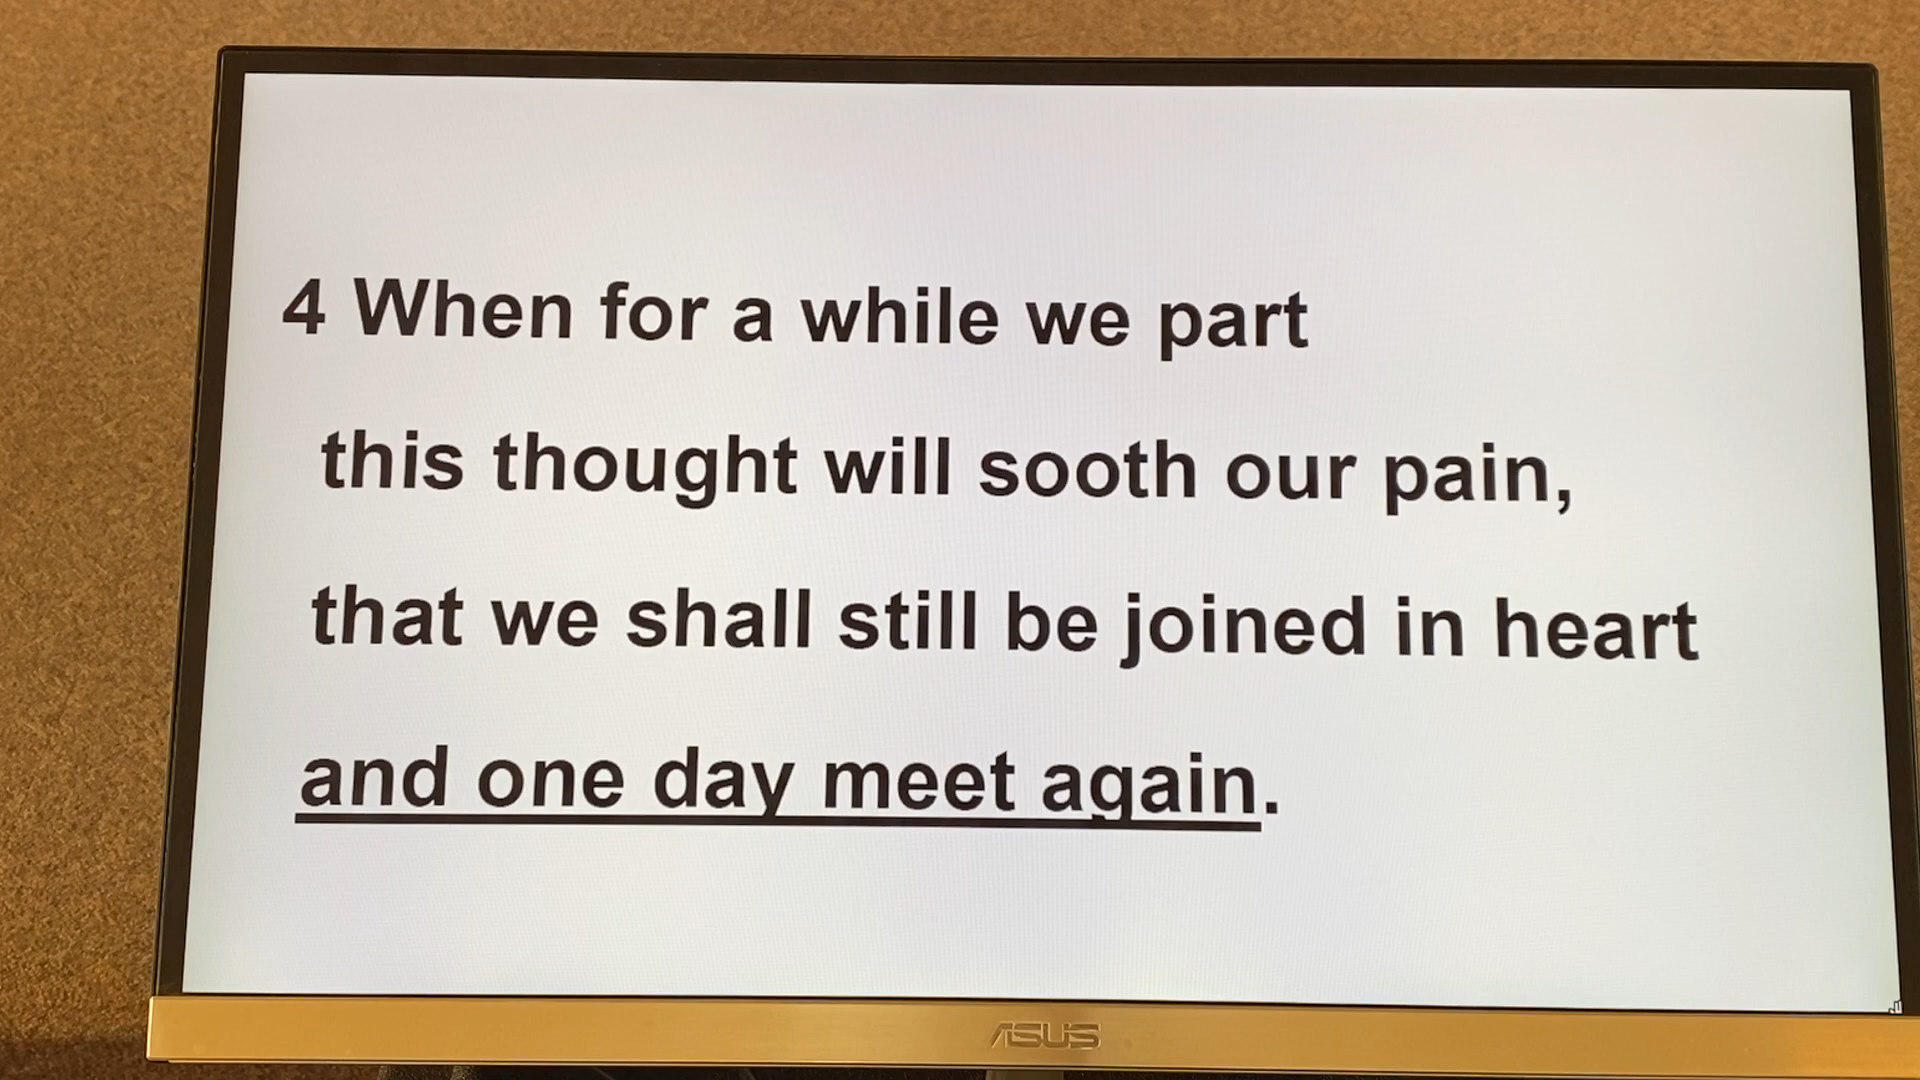 4 When for a while we part
this thought will sooth our pain,
that we shall still be joined in heart
and one day meet again.
ASUS